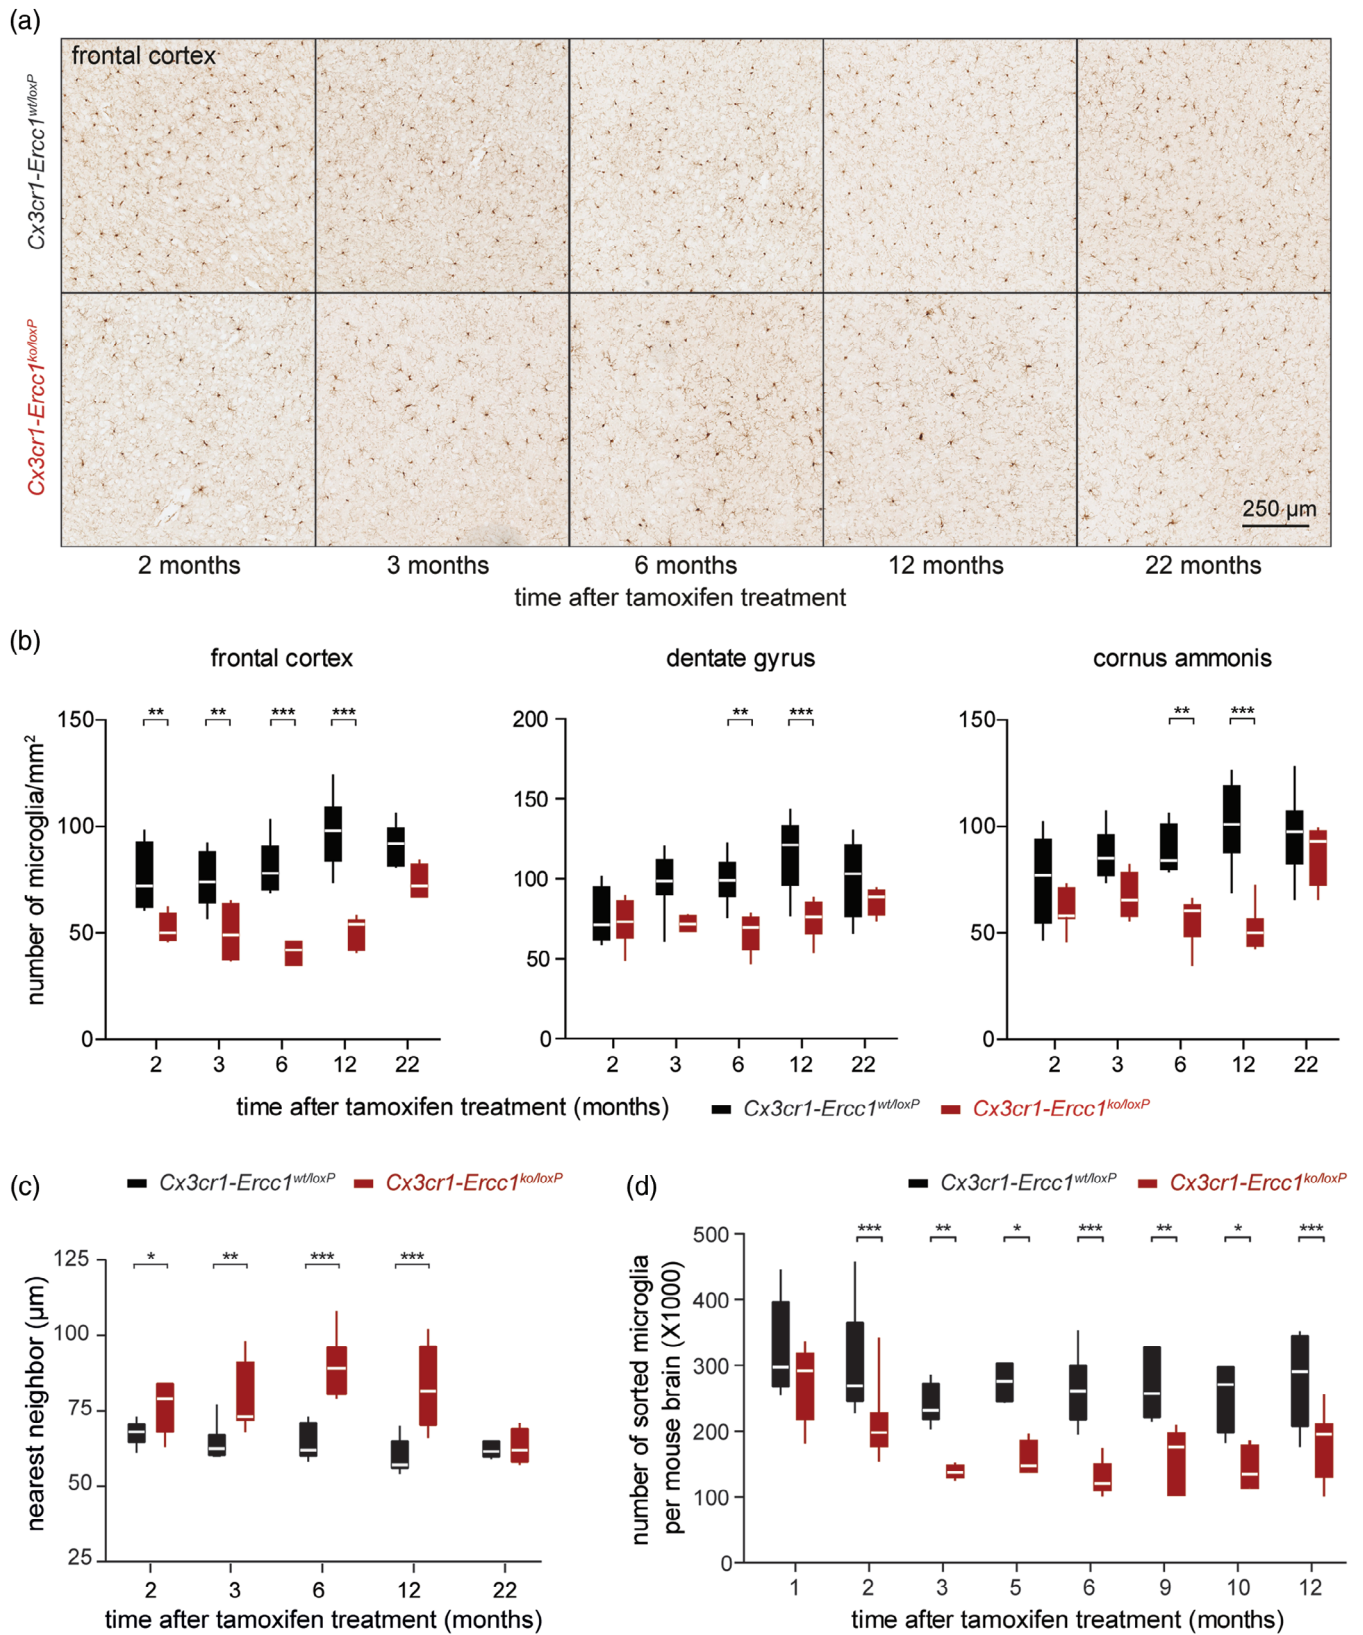 (a)
frontal cortex
Cx3cr1-Ercc1wt/loxP
Cx3cr1-Ercc1ko/loxP
250 µm
2 months 3 months 6 months 12 months 22 months
time after tamoxifen treatment
(b)
frontal cortex dentate gyrus cornus ammonis
number of microglia/mm2
150 100 50 0
** ** *** ***
2 3 6 12 22
200 150 100 50 0
** ***
2 3 6 12 22
150 100 50 0
** ***
2 3 6 12 22
time after tamoxifen treatment (months) Cx3cr1-Ercc1wt/loxP Cx3cr1-Ercc1ko/loxP
(c) Cx3cr1-Ercc1wt/loxP Cx3cr1-Ercc1ko/loxP
nearest neighbor (µm)
125 100 75 50 25
* ** *** ***
2 3 6 12 22
time after tamoxifen treatment (months)
(d) Cx3cr1-Ercc1wt/loxP Cx3cr1-Ercc1ko/loxP
number of sorted microglia
per mouse brain (X1000)
500 400 300 200 100 0
*** ** * *** ** * ***
1 2 3 5 6 9 10 12
time after tamoxifen treatment (months)